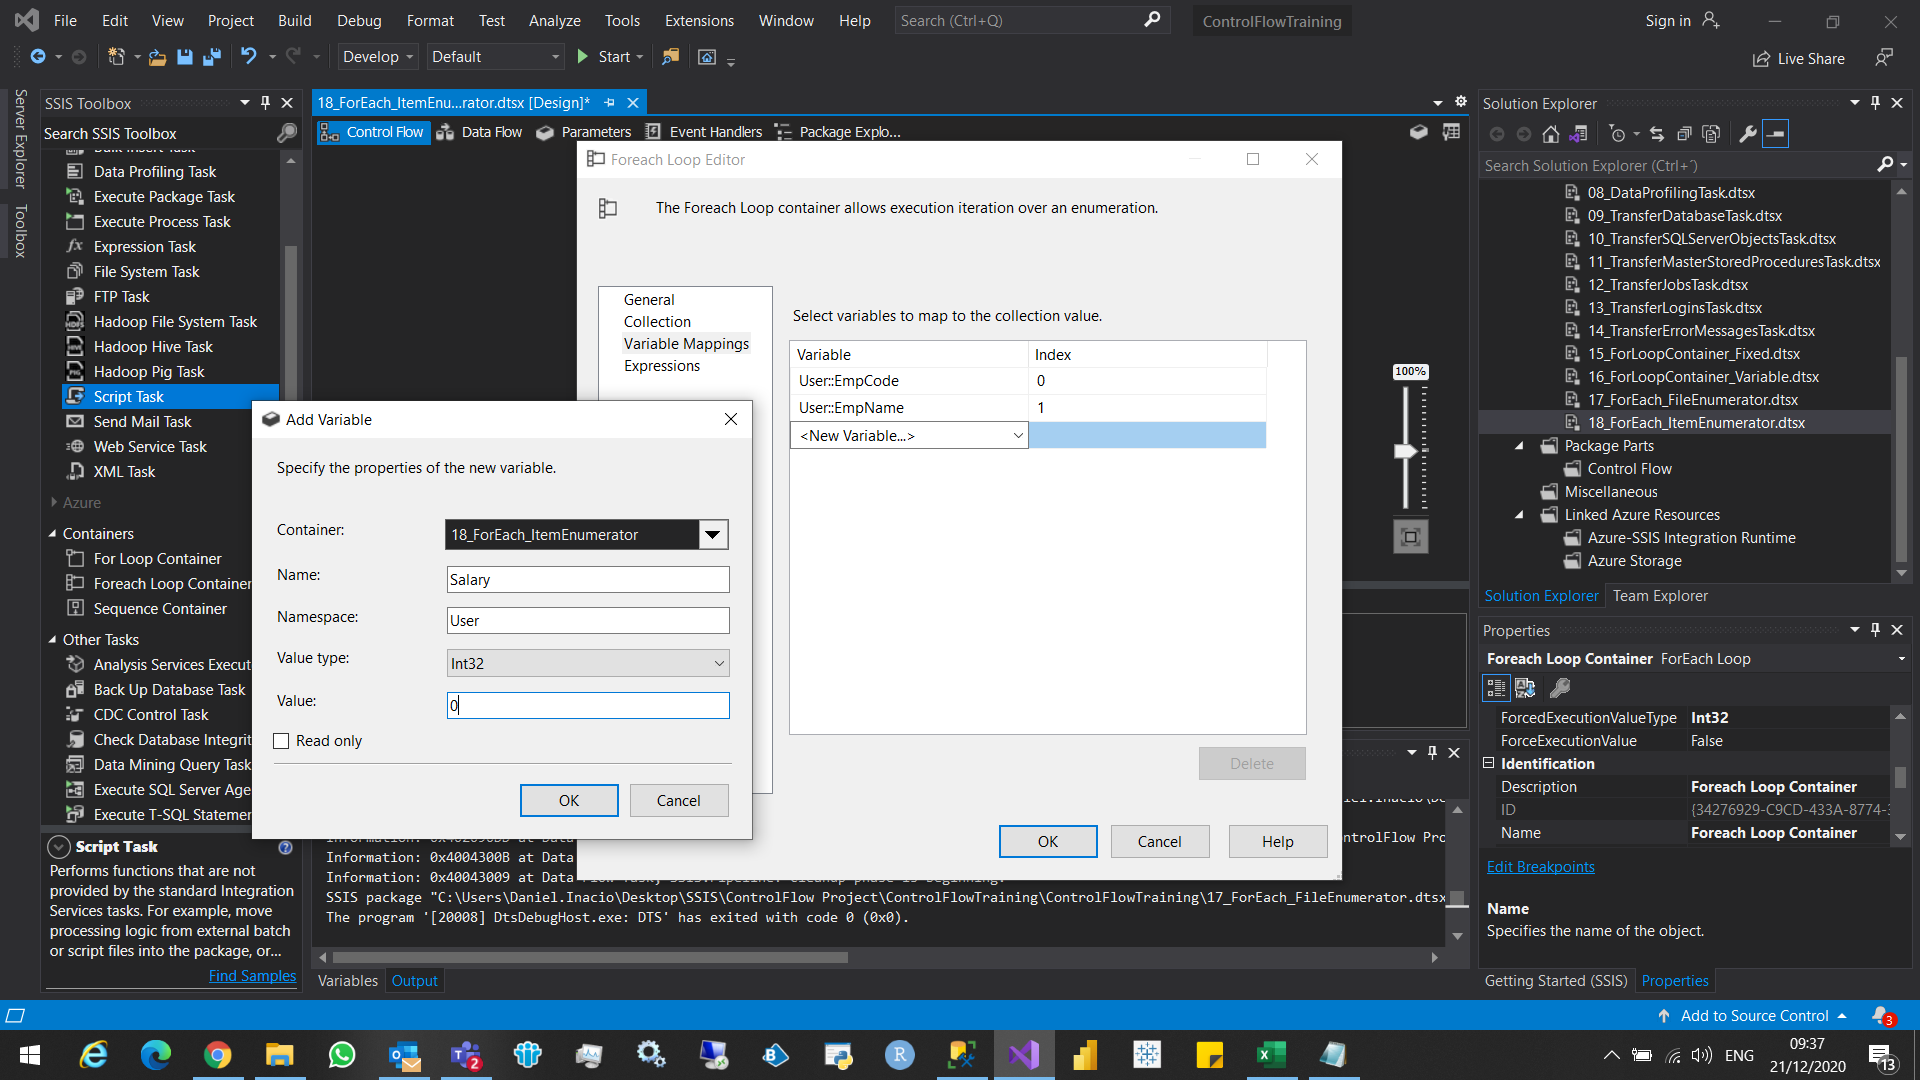 File Edit View Project Build Debug Format Test Analyze Tools Extensions Window Help
Search (Ctrl+Q)
ControlFlowTraining
Sign in
Develop Default Start
Live Share
Server Explorer
Toolbox
SSIS Toolbox
Search SSIS Toolbox
Bulk Insert Task
Data Profiling Task
Execute Package Task
Execute Process Task
Expression Task
File System Task
FTP Task
Hadoop File System Task
Hadoop Hive Task
Hadoop Pig Task
Script Task
Send Mail Task
Web Service Task
XML Task
Azure
Containers
For Loop Container
Foreach Loop Container
Sequence Container
Other Tasks
Analysis Services Execut
Back Up Database Task
CDC Control Task
Check Database Integrit
Data Mining Query Task
Execute SQL Server Age
Execute T-SQL Statemer
Script Task
Performs functions that are not
provided by the standard Integration
Services tasks. For example, move
processing logic from external batch
or script files into the package, or...
Find Samples
18_ForEach_ItemEnu...rator.dtsx [Design]*
Control Flow Data Flow Parameters Event Handlers Package Explo...
Foreach Loop Editor
The Foreach Loop container allows execution iteration over an enumeration.
General
Collection
Variable Mappings
Expressions
Select variables to map to the collection value.
Variable Index
User::EmpCode 0
User::EmpName 1
<New Variable...>
Delete
OK Cancel Help
100%
Add Variable
Specify the properties of the new variable.
Container: 18_ForEach_ItemEnumerator
Name: Salary
Namespace: User
Value type: Int32
Value: 0
Read only
OK Cancel
Information: 0x4004300B at Data
Information: 0x40043009 at Data Flow Task, SSIS.Pipeline: Cleanup phase is beginning.
SSIS package "C:\Users\Daniel.Inacio\Desktop\SSIS\ControlFlow Project\ControlFlowTraining\ControlFlowTraining\17_ForEach_FileEnumerator.dtsx
The program '[20008] DtsDebugHost.exe: DTS' has exited with code 0 (0x0).
ontrolFlow Pro
Variables Output
Solution Explorer
Search Solution Explorer (Ctrl+´)
08_DataProfilingTask.dtsx
09_TransferDatabaseTask.dtsx
10_TransferSQLServerObjectsTask.dtsx
11_TransferMasterStoredProceduresTask.dtsx
12_TransferJobsTask.dtsx
13_TransferLoginsTask.dtsx
14_TransferErrorMessagesTask.dtsx
15_ForLoopContainer_Fixed.dtsx
16_ForLoopContainer_Variable.dtsx
17_ForEach_FileEnumerator.dtsx
18_ForEach_ItemEnumerator.dtsx
Package Parts
Control Flow
Miscellaneous
Linked Azure Resources
Azure-SSIS Integration Runtime
Azure Storage
Solution Explorer Team Explorer
Properties
Foreach Loop Container ForEach Loop
ForcedExecutionValueType Int32
ForceExecutionValue False
Identification
Description Foreach Loop Container
ID {34276929-C9CD-433A-8774-3
Name Foreach Loop Container
Edit Breakpoints
Name
Specifies the name of the object.
Getting Started (SSIS) Properties
Add to Source Control 3
2
ENG
09:37
21/12/2020
13